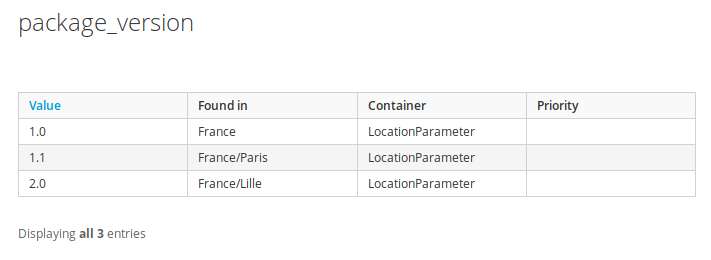 package_version
Value Found in Container Priority
1.0 France LocationParameter
1.1 France/Paris LocationParameter
2.0 France/Lille LocationParameter
Displaying all 3 entries